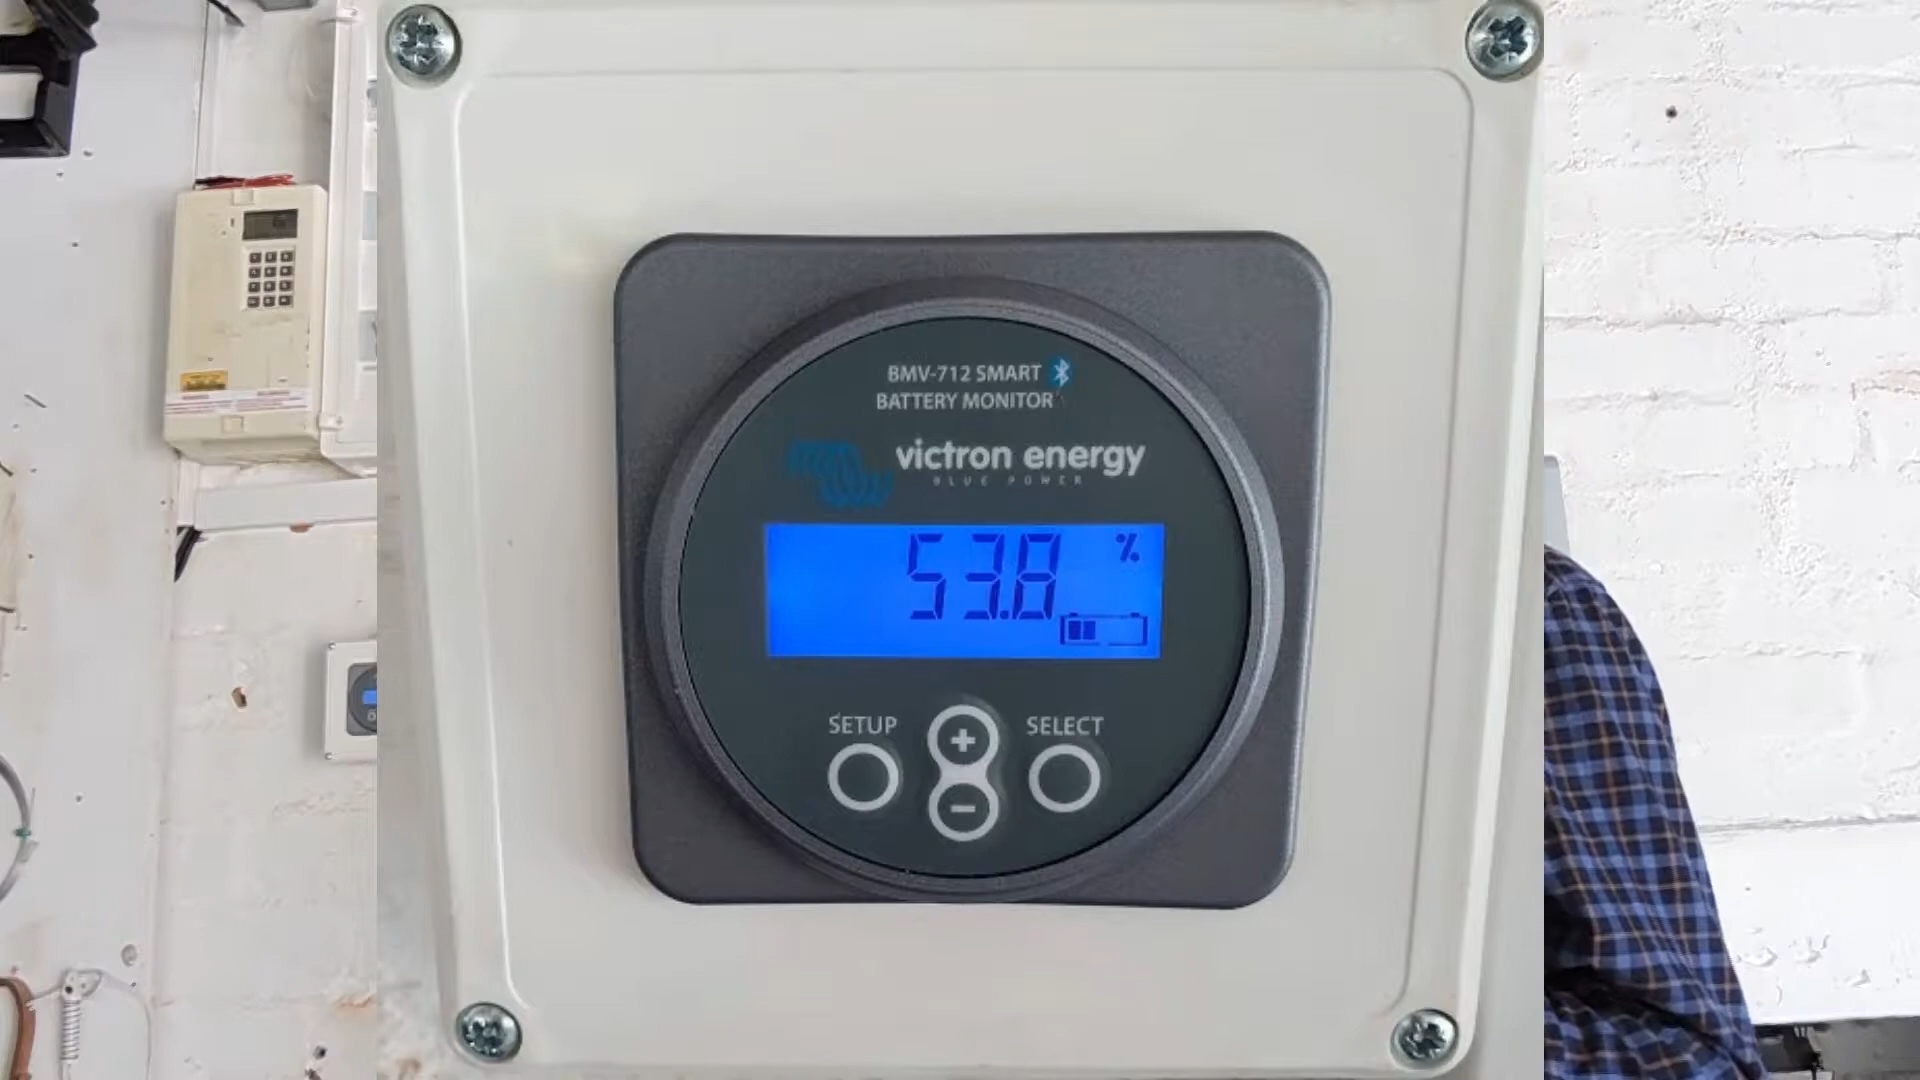 BMV-712 SMART
BATTERY MONITOR
victron energy
BLUE POWER
53.8
%
SETUP
SELECT
+
-